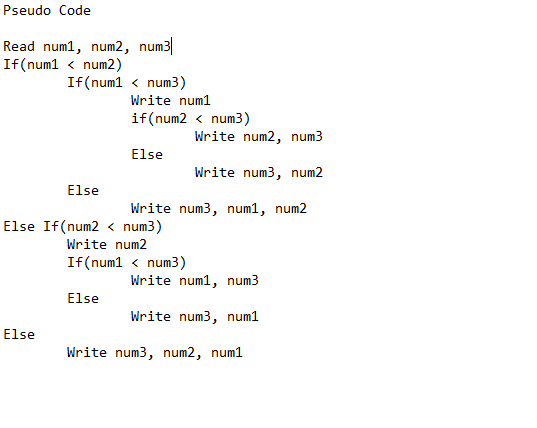 Pseudo Code

Read num1, num2, num3
If(num1 < num2)
        If(num1 < num3)
                Write num1
                if(num2 < num3)
                        Write num2, num3
                Else
                        Write num3, num2
        Else
                Write num3, num1, num2
Else If(num2 < num3)
        Write num2
        If(num1 < num3)
                Write num1, num3
        Else
                Write num3, num1
Else
        Write num3, num2, num1